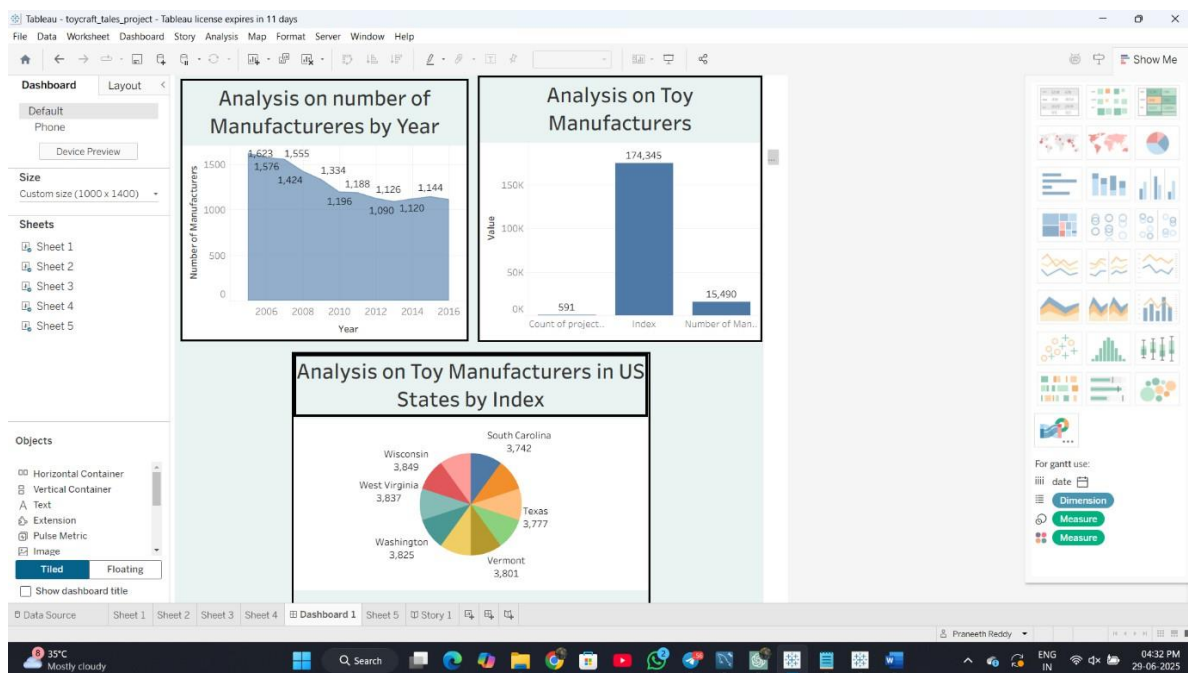 Tableau - toycraft_tales_project - Tableau license expires in 11 days
File Data Worksheet Dashboard Story Analysis Map Format Server Window Help
Show Me
Dashboard Layout
Default
Phone
Device Preview
Size
Custom size (1000 x 1400)
Sheets
Sheet 1
Sheet 2
Sheet 3
Sheet 4
Sheet 5
Objects
Horizontal Container
Vertical Container
A Text
Extension
Pulse Metric
Image
Tiled Floating
Show dashboard title
Analysis on number of
Manufactureres by Year
Number of Manufacturers
1500
1000
500
0
1,623 1,555
1,576
1,424
1,334
1,196
1,188
1,090
1,126
1,120
1,144
2006 2008 2010 2012 2014 2016
Year
Analysis on Toy
Manufacturers
Value
150K
100K
50K
0K
591
174,345
15,490
Count of project..
Index
Number of Man..
Analysis on Toy Manufacturers in US
States by Index
South Carolina
3,742
Texas
3,777
Vermont
3,801
Washington
3,825
West Virginia
3,837
Wisconsin
3,849
For gantt use:
date
Dimension
Measure
Measure
Data Source Sheet 1 Sheet 2 Sheet 3 Sheet 4 Dashboard 1 Sheet 5 Story 1
Praneeth Reddy
8
35°C
Mostly cloudy
Search
2
ENG
IN
04:32 PM
29-06-2025